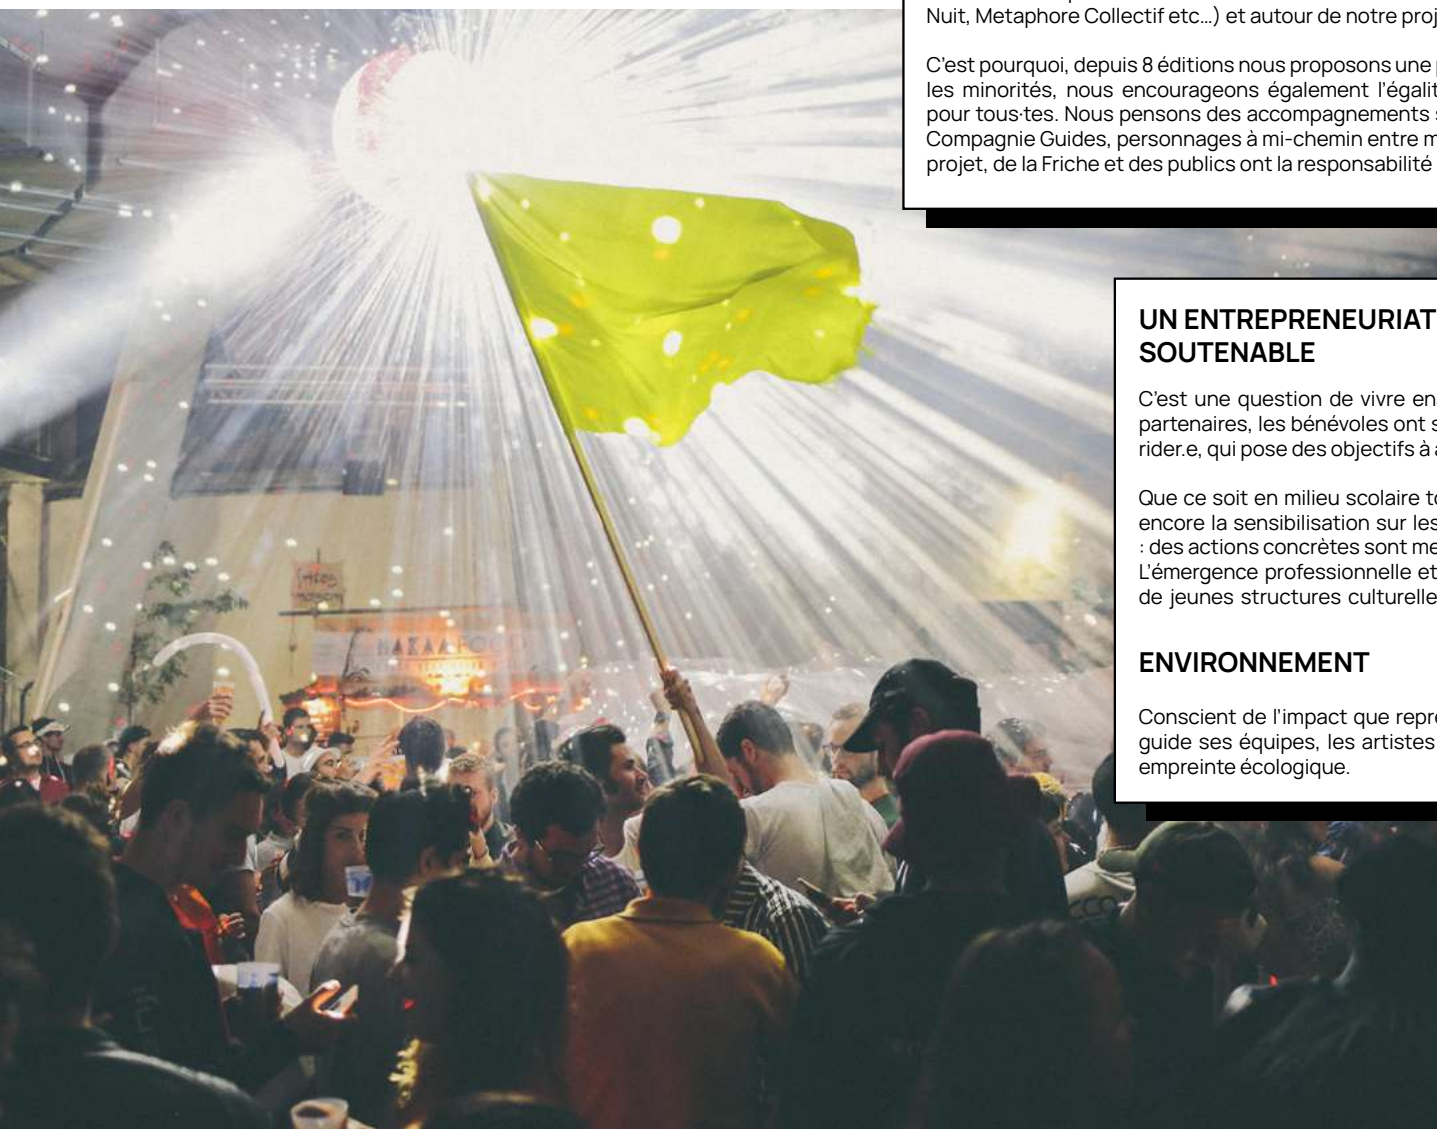 Nuit, Metaphore Collectif etc…) et autour de notre proj
C'est pourquoi, depuis 8 éditions nous proposons une
les minorités, nous encourageons également l'égalit
pour tous·tes. Nous pensons des accompagnements s
Compagnie Guides, personnages à mi-chemin entre m
projet, de la Friche et des publics ont la responsabilité
UN ENTREPRENEURIAT
SOUTENABLE
C'est une question de vivre en
partenaires, les bénévoles ont s
rider.e, qui pose des objectifs à
Que ce soit en milieu scolaire to
encore la sensibilisation sur les
: des actions concrètes sont me
L'émergence professionnelle et
de jeunes structures culturelle
ENVIRONNEMENT
Conscient de l'impact que repré
guide ses équipes, les artistes
empreinte écologique.